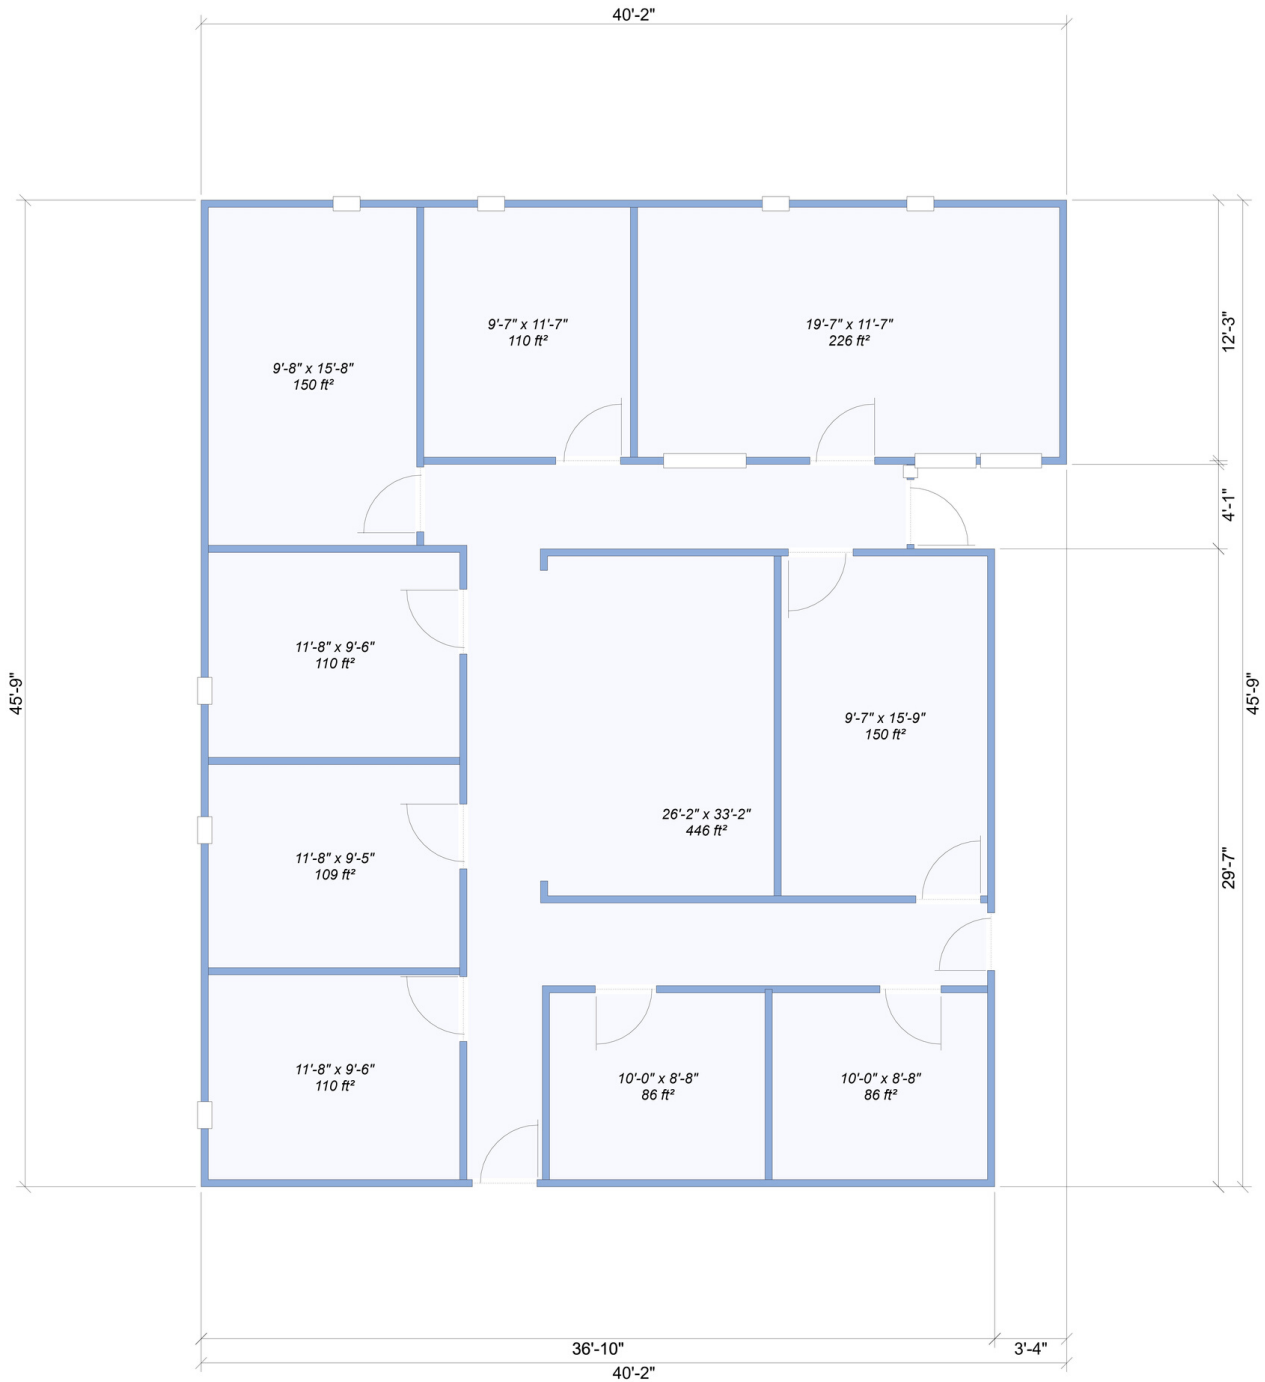 40'-2"
9'-7" x 11'-7"
110 ft²
19'-7" x 11'-7"
226 ft²
12'-3"
9'-8" x 15'-8"
150 ft²
4'-1"
11'-8" x 9'-6"
110 ft²
45'-9"
45'-9"
9'-7" x 15'-9"
150 ft²
26'-2" x 33'-2"
446 ft²
11'-8" x 9'-5"
109 ft²
29'-7"
11'-8" x 9'-6"
110 ft²
10'-0" x 8'-8"
86 ft²
10'-0" x 8'-8"
86 ft²
36'-10"
3'-4"
40'-2"